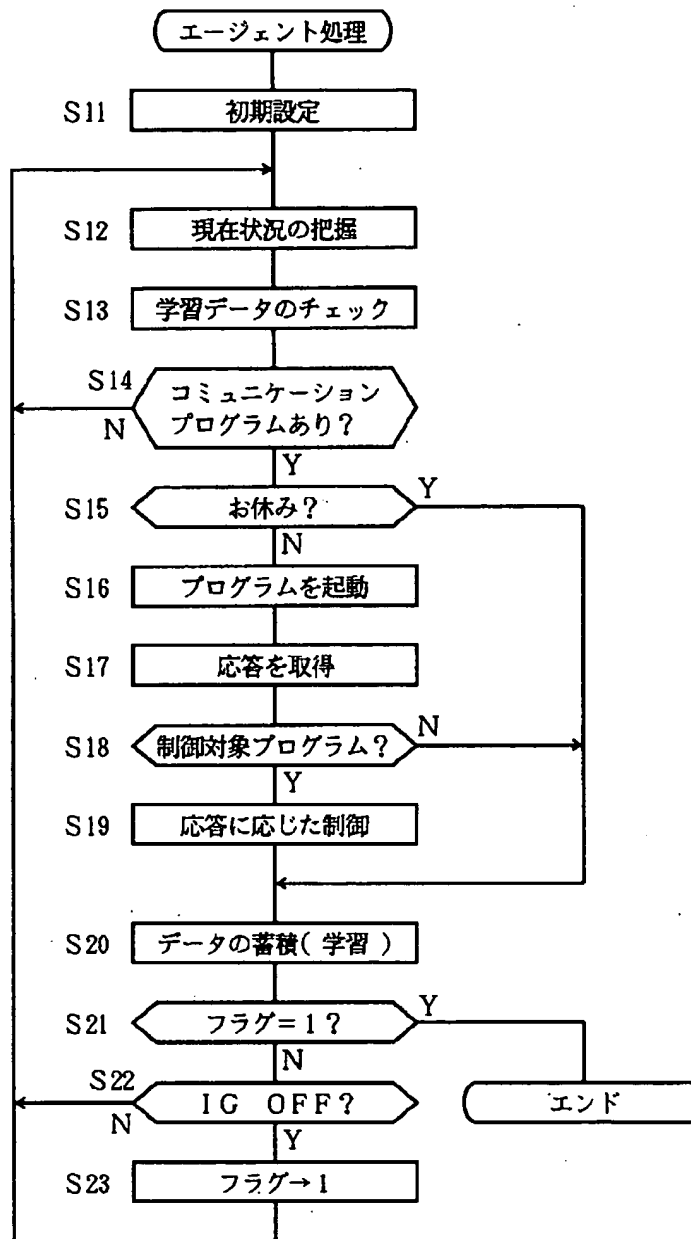 エージェント処理
S11 初期設定
S12 現在状況の把握
S13 学習データのチェック
S14 コミュニケーション
プログラムあり?
N
Y
S15 お休み? Y
N
S16 プログラムを起動
S17 応答を取得
S18 制御対象プログラム? N
Y
S19 応答に応じた制御
S20 データの蓄積(学習)
S21 フラグ=1? Y
N
S22 IG OFF? エンド
N
Y
S23 フラグ→1